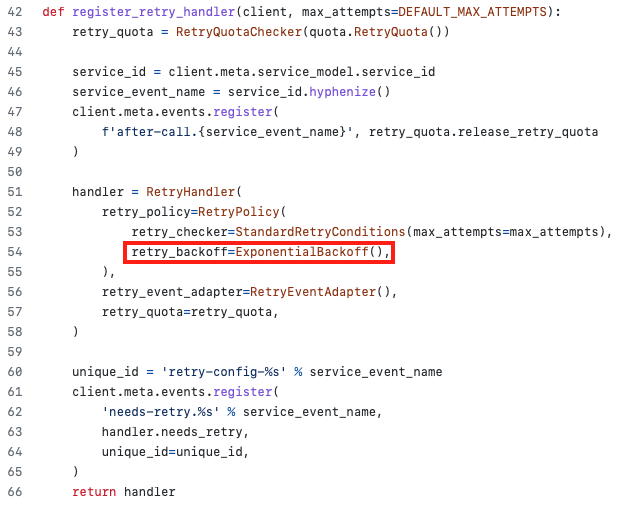 42 def register_retry_handler(client, max_attempts=DEFAULT_MAX_ATTEMPTS):
43     retry_quota = RetryQuotaChecker(quota.RetryQuota())
44
45     service_id = client.meta.service_model.service_id
46     service_event_name = service_id.hyphenize()
47     client.meta.events.register(
48         f'after-call.{service_event_name}', retry_quota.release_retry_quota
49     )
50
51     handler = RetryHandler(
52         retry_policy=RetryPolicy(
53             retry_checker=StandardRetryConditions(max_attempts=max_attempts),
54             retry_backoff=ExponentialBackoff(),
55         ),
56         retry_event_adapter=RetryEventAdapter(),
57         retry_quota=retry_quota,
58     )
59
60     unique_id = 'retry-config-%s' % service_event_name
61     client.meta.events.register(
62         'needs-retry.%s' % service_event_name,
63         handler.needs_retry,
64         unique_id=unique_id,
65     )
66     return handler